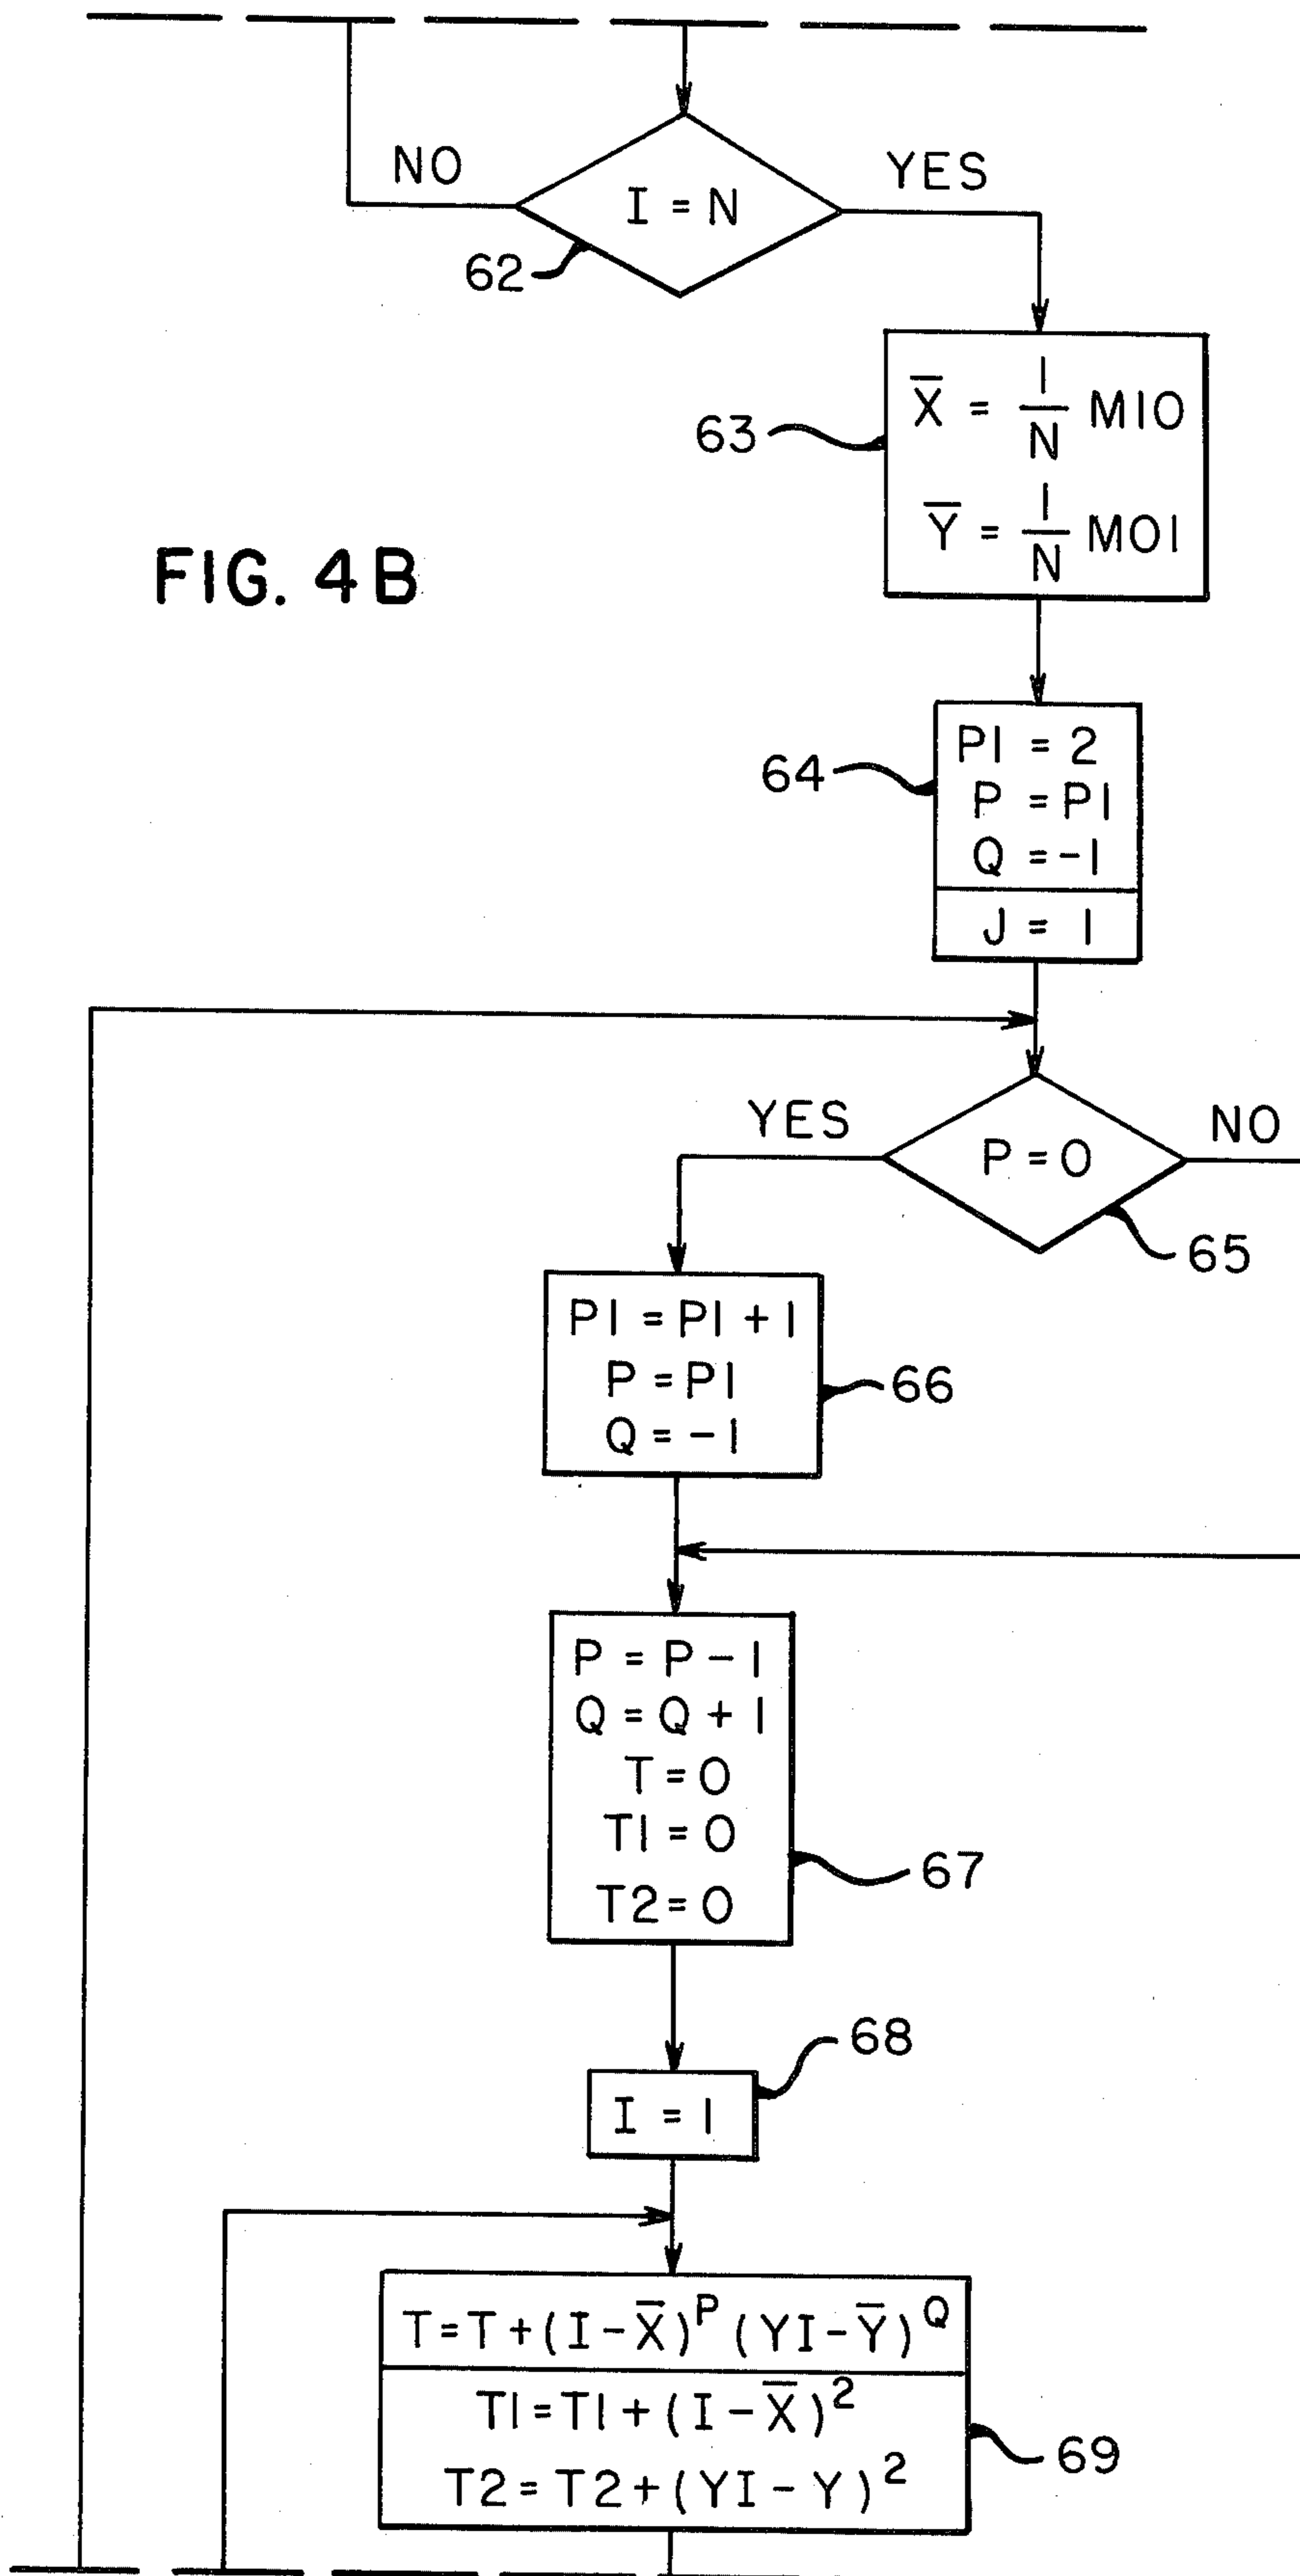 NO
YES
I = N
62
X̅ = 1/N M10
63
Y̅ = 1/N M01
FIG. 4B
P1 = 2
64
P = P1
Q = -1
J = 1
YES
NO
P = 0
65
P1 = P1 + 1
P = P1
66
Q = -1
P = P - 1
Q = Q + 1
T = 0
T1 = 0
67
T2 = 0
68
I = 1
T = T + (I - X̅)^P (YI - Y̅)^Q
T1 = T1 + (I - X̅)^2
69
T2 = T2 + (YI - Y)^2